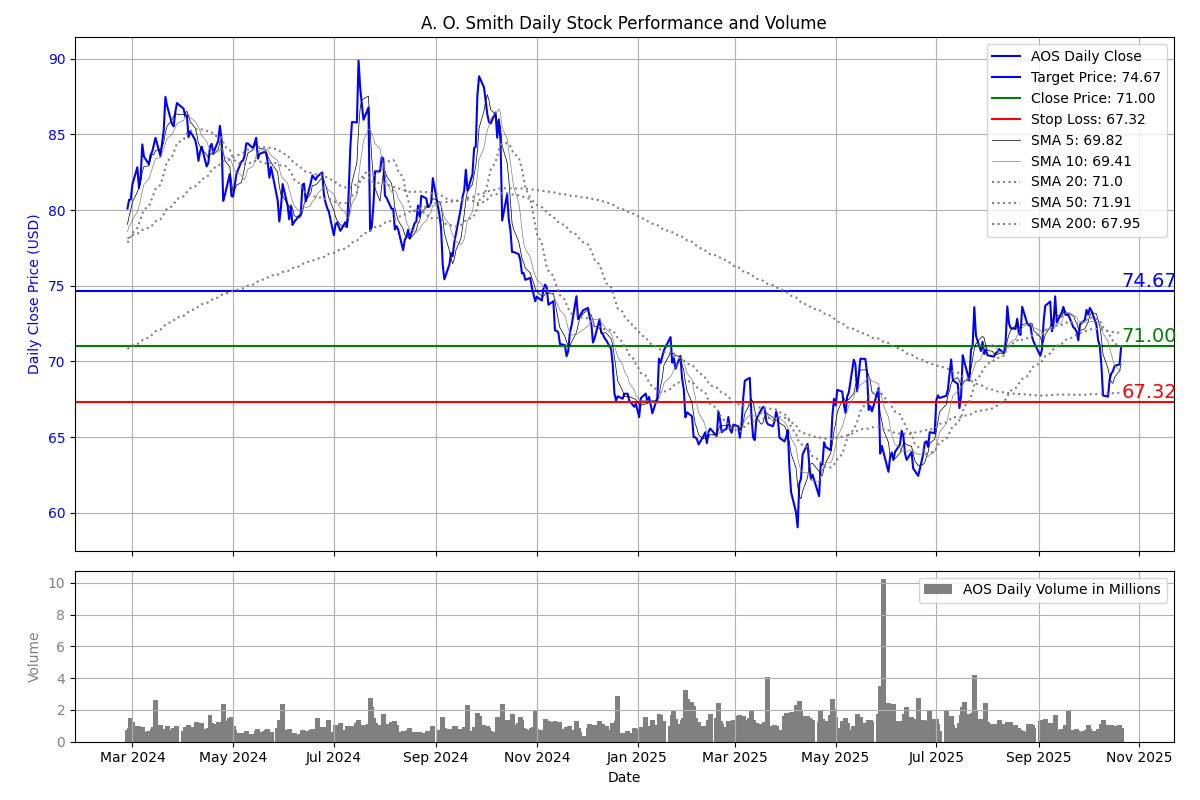 A. O. Smith Daily Stock Performance and Volume
Daily Close Price (USD)
90
85
80
75
70
65
60
AOS Daily Close
Target Price: 74.67
Close Price: 71.00
Stop Loss: 67.32
SMA 5: 69.82
SMA 10: 69.41
SMA 20: 71.0
SMA 50: 71.91
SMA 200: 67.95
74.67
71.00
67.32
Volume
10
8
6
4
2
0
AOS Daily Volume in Millions
Mar 2024
May 2024
Jul 2024
Sep 2024
Nov 2024
Jan 2025
Mar 2025
May 2025
Jul 2025
Sep 2025
Nov 2025
Date